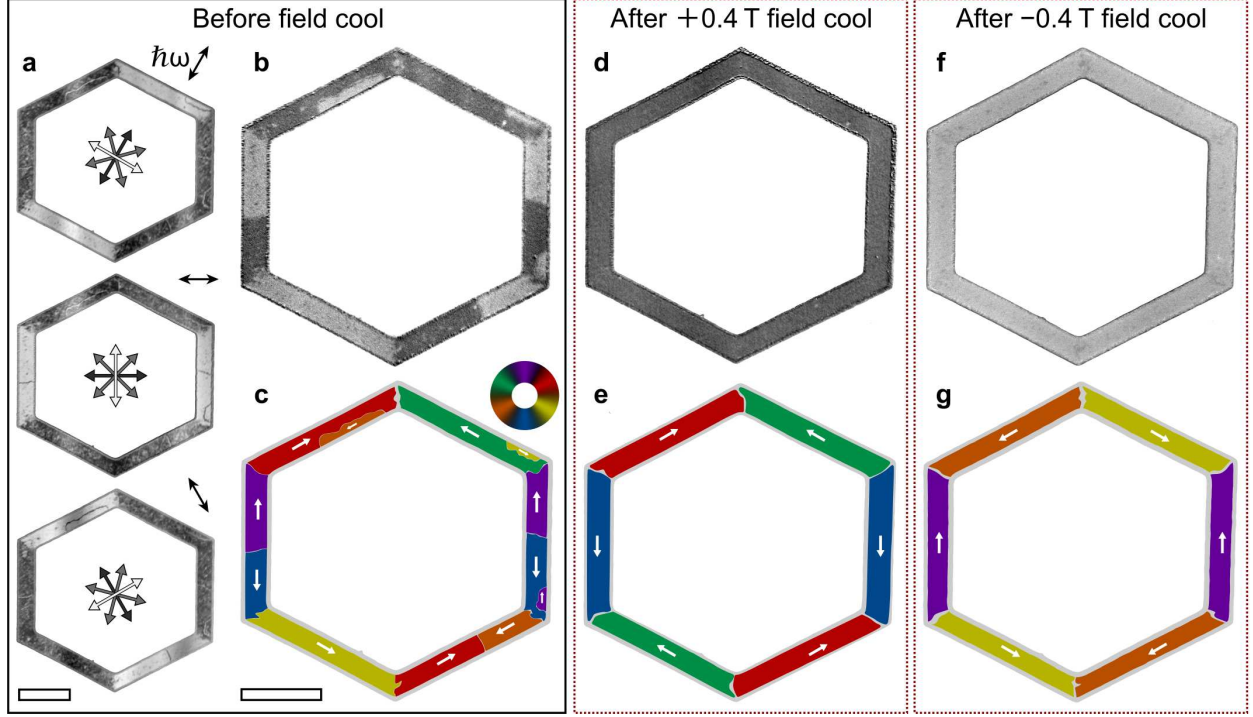 Before field cool
After +0.4 T field cool
After −0.4 T field cool
a
ℏω
b
d
f
c
e
g